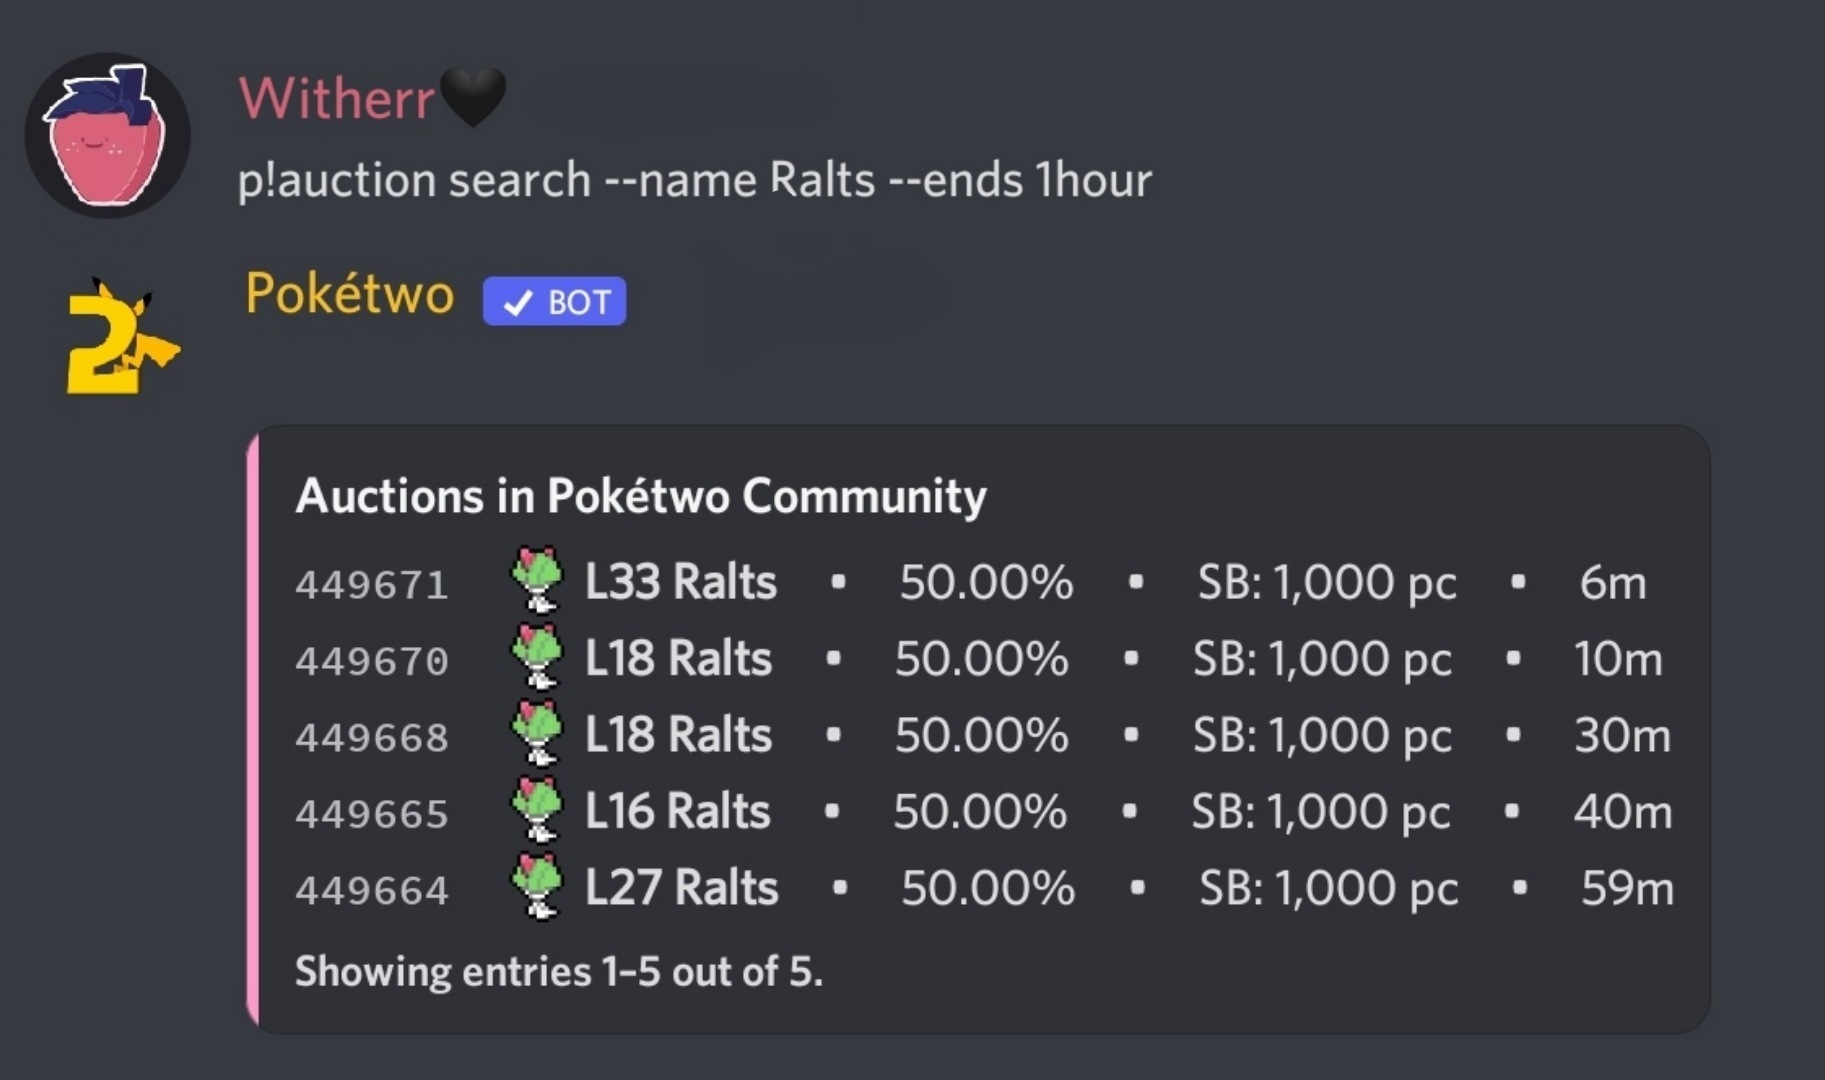 Witherr🖤
p!auction search --name Ralts --ends 1hour
Pokétwo ✓ BOT
Auctions in Pokétwo Community
449671 L33 Ralts • 50.00% • SB: 1,000 pc • 6m
449670 L18 Ralts • 50.00% • SB: 1,000 pc • 10m
449668 L18 Ralts • 50.00% • SB: 1,000 pc • 30m
449665 L16 Ralts • 50.00% • SB: 1,000 pc • 40m
449664 L27 Ralts • 50.00% • SB: 1,000 pc • 59m
Showing entries 1–5 out of 5.